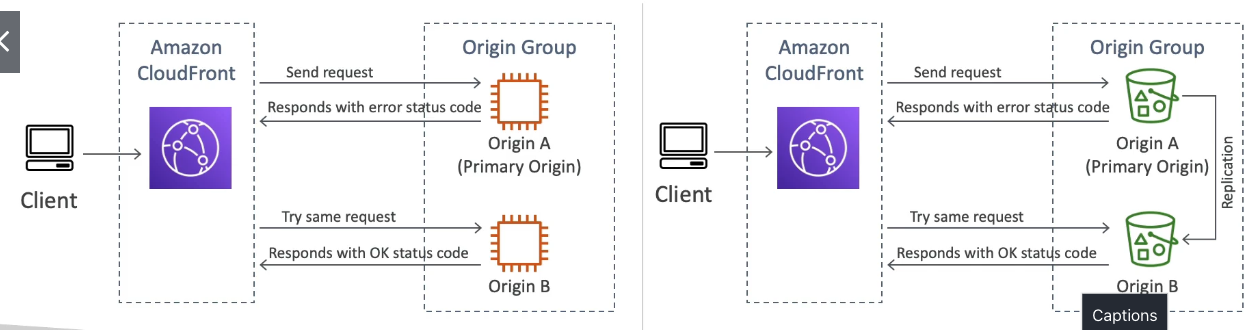 Amazon
CloudFront
Origin Group
Send request
Responds with error status code
Origin A
(Primary Origin)
Client
Try same request
Responds with OK status code
Origin B
Amazon
CloudFront
Origin Group
Send request
Responds with error status code
Origin A
(Primary Origin)
Replication
Client
Try same request
Responds with OK status code
Origin B
Captions